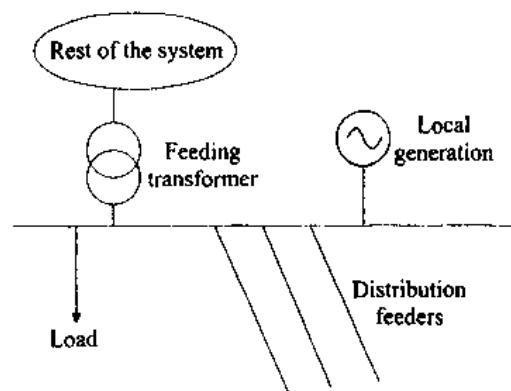 Rest of the system
Feeding
transformer
Local
generation
Distribution
feeders
Load